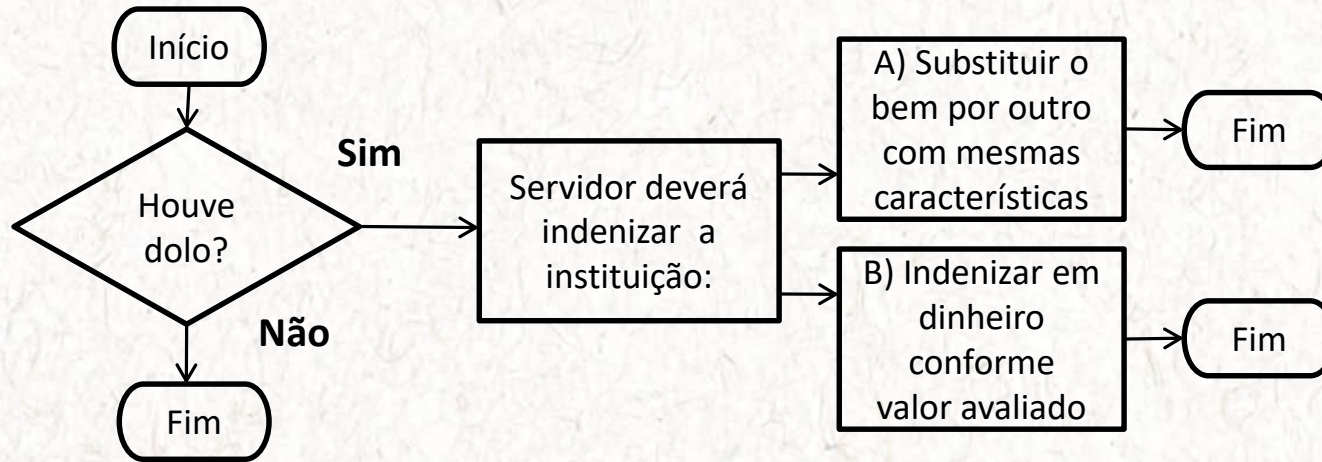 Início
Houve
dolo?
Sim
Não
Fim
Servidor deverá
indenizar a
instituição:
A) Substituir o
bem por outro
com mesmas
características
Fim
B) Indenizar em
dinheiro
conforme
valor avaliado
Fim